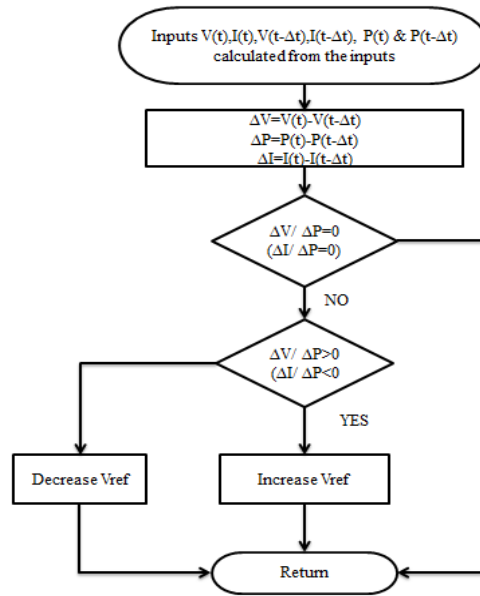 Inputs V(t),I(t),V(t-Δt),I(t-Δt), P(t) & P(t-Δt)
calculated from the inputs
ΔV=V(t)-V(t-Δt)
ΔP=P(t)-P(t-Δt)
ΔI=I(t)-I(t-Δt)
ΔV/ ΔP=0
(ΔI/ ΔP=0)
NO
ΔV/ ΔP>0
(ΔI/ ΔP<0
YES
Decrease Vref
Increase Vref
Return